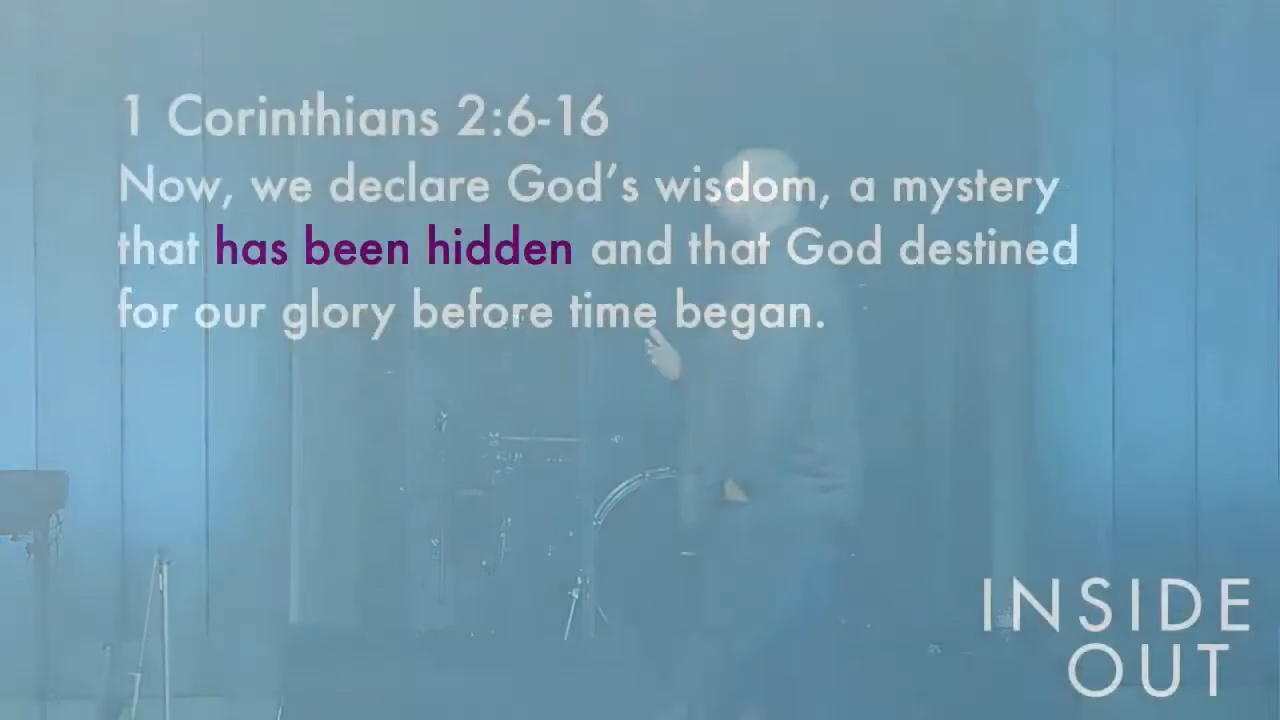 1 Corinthians 2:6-16
Now, we declare God’s wisdom, a mystery
that has been hidden and that God destined
for our glory before time began.
INSIDE
OUT